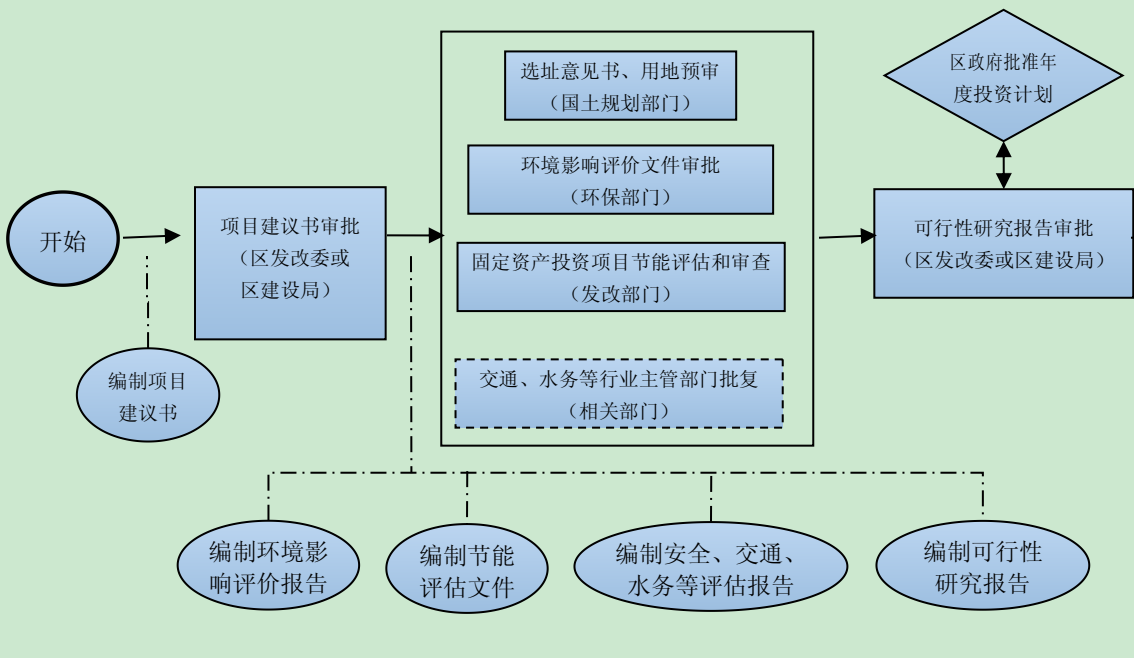 开始
编制项目
建议书
项目建议书审批
（区发改委或
区建设局）
选址意见书、用地预审
（国土规划部门）
环境影响评价文件审批
（环保部门）
固定资产投资项目节能评估和审查
（发改部门）
交通、水务等行业主管部门批复
（相关部门）
区政府批准年
度投资计划
可行性研究报告审批
（区发改委或区建设局）
编制环境影
响评价报告
编制节能
评估文件
编制安全、交通、
水务等评估报告
编制可行性
研究报告